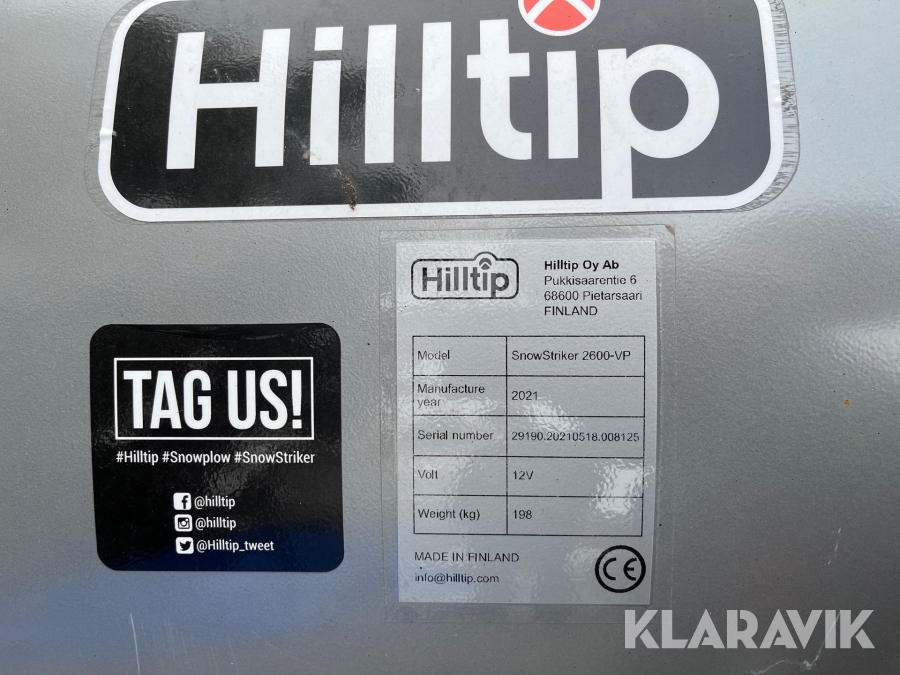 Hilltip
Hilltip
Hilltip Oy Ab
Pukkisaarentie 6
68600 Pietarsaari
FINLAND
Model SnowStriker 2600-VP
Manufacture year 2021
Serial number 29190.20210518.008125
Volt 12V
Weight (kg) 198
MADE IN FINLAND
info@hilltip.com
CE
TAG US!
#Hilltip #Snowplow #SnowStriker
@hilltip
@hilltip
@Hilltip_tweet
KLARAVIK